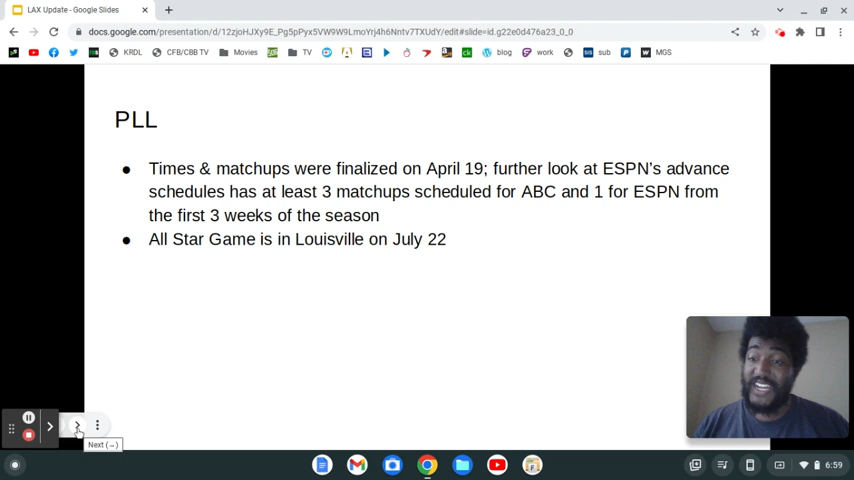 LAX Update - Google Slides
docs.google.com/presentation/d/12zjoHJXy9E_Pg5pPyx5VW9W9LmoYrj4h6Nntv7TXUdY/edit#slide=id.g22e0d476a23_0_0
KRDL CFB/CBB TV Movies TV blog work sub MGS
PLL
● Times & matchups were finalized on April 19; further look at ESPN's advance
schedules has at least 3 matchups scheduled for ABC and 1 for ESPN from
the first 3 weeks of the season
● All Star Game is in Louisville on July 22
Next (→)
6:59